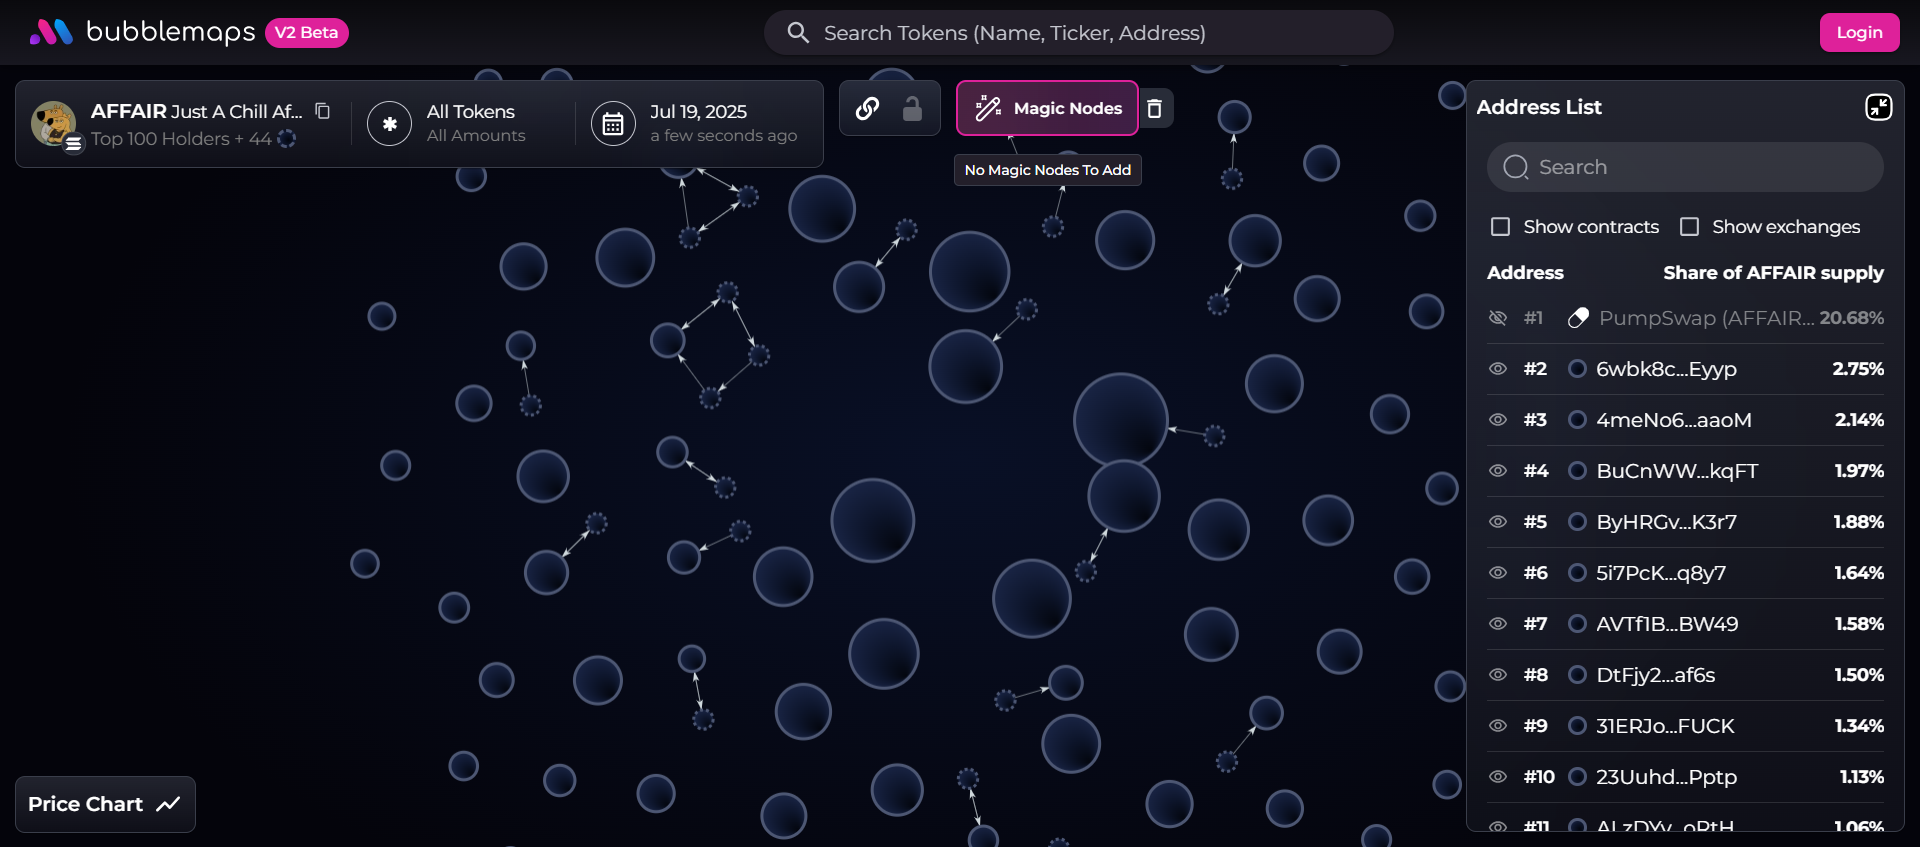 bubblemaps V2 Beta
Search Tokens (Name, Ticker, Address)
Login
AFFAIR Just A Chill Af...
Top 100 Holders + 44
All Tokens
All Amounts
Jul 19, 2025
a few seconds ago
Magic Nodes
No Magic Nodes To Add
Address List
Search
Show contracts
Show exchanges
Address Share of AFFAIR supply
#1 PumpSwap (AFFAIR... 20.68%
#2 6wbk8c...Eyyp 2.75%
#3 4meNo6...aaoM 2.14%
#4 BuCnWW...kqFT 1.97%
#5 ByHRGv...K3r7 1.88%
#6 5i7PcK...q8y7 1.64%
#7 AVTf1B...BW49 1.58%
#8 DtFjy2...af6s 1.50%
#9 31ERJo...FUCK 1.34%
#10 23Uuhd...Pptp 1.13%
#11 1.06%
Price Chart